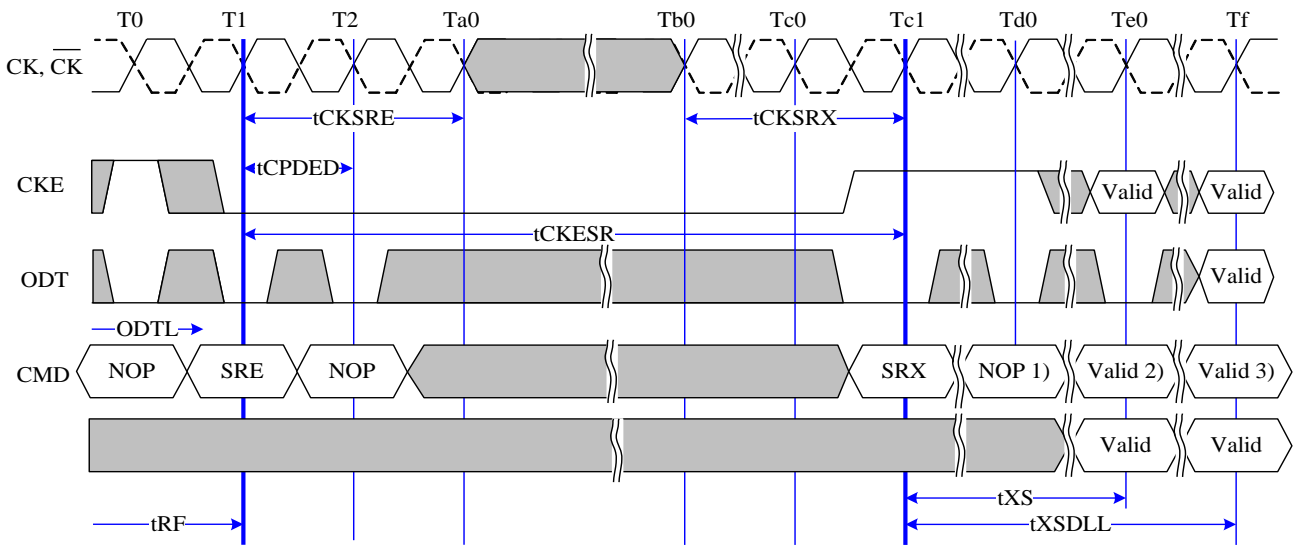 T0 T1 T2 Ta0 Tb0 Tc0 Tc1 Td0 Te0 Tf
CK, CK
tCKSRE tCKSRX
tCPDED
CKE Valid Valid
tCKESR
ODT Valid
ODTL
CMD NOP SRE NOP SRX NOP 1) Valid 2) Valid 3)
Valid Valid
tXS
tRF tXSDLL